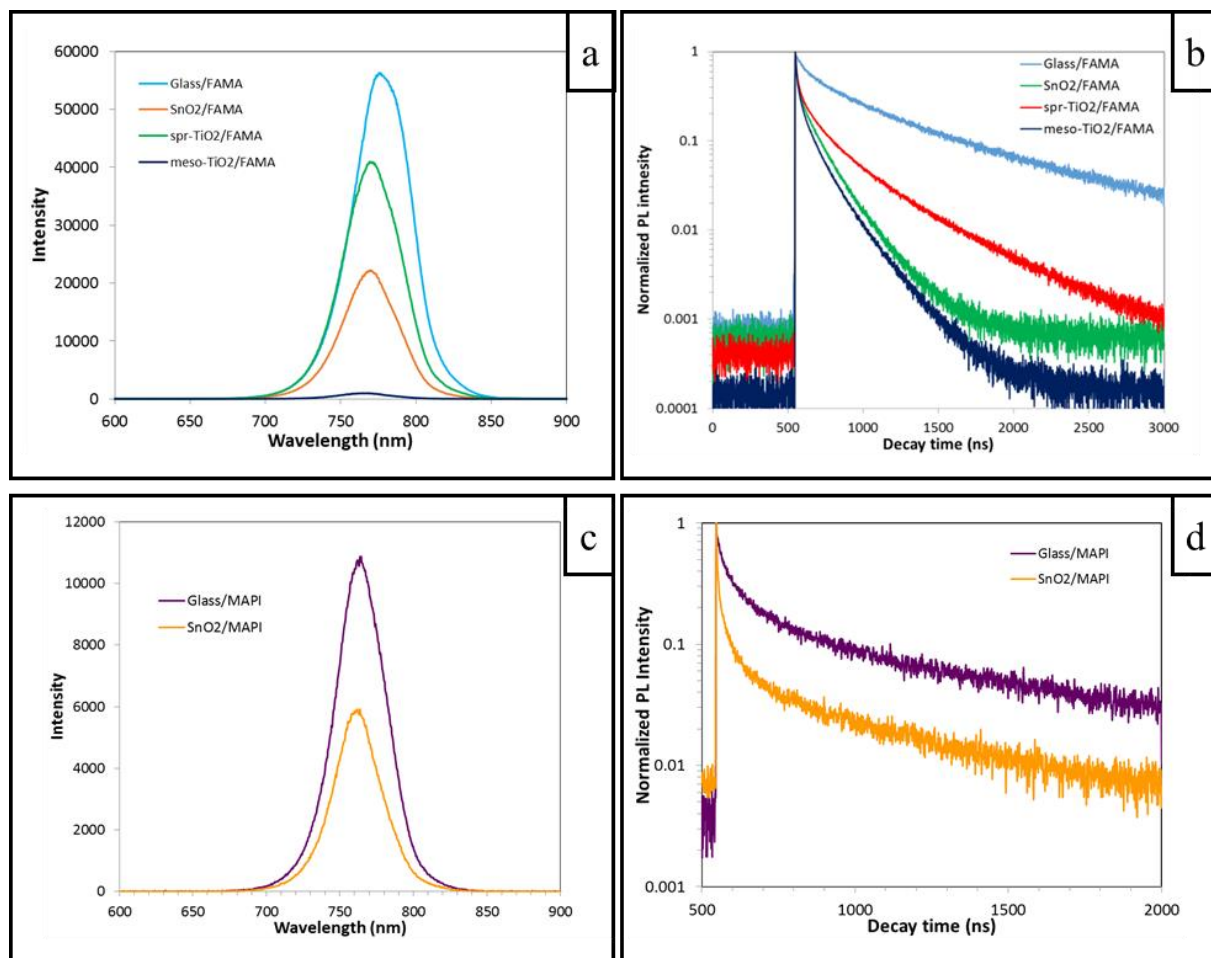 a
60000
50000
40000
30000
20000
10000
0
Intensity
Glass/FAMA
SnO2/FAMA
spr-TiO2/FAMA
meso-TiO2/FAMA
600 650 700 750 800 850 900
Wavelength (nm)
b
1
0.1
0.01
0.001
0.0001
Normalized PL intnesity
Glass/FAMA
SnO2/FAMA
spr-TiO2/FAMA
meso-TiO2/FAMA
0 500 1000 1500 2000 2500 3000
Decay time (ns)
c
12000
10000
8000
6000
4000
2000
0
Intensity
Glass/MAPI
SnO2/MAPI
600 650 700 750 800 850 900
Wavelength (nm)
d
1
0.1
0.01
0.001
Normalized PL Intensity
Glass/MAPI
SnO2/MAPI
500 1000 1500 2000
Decay time (ns)